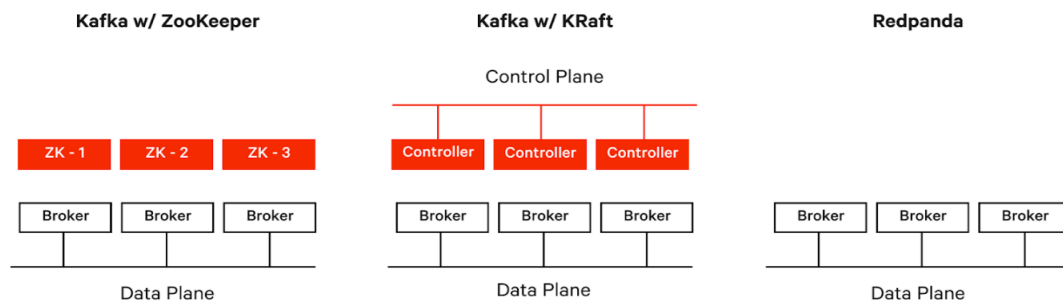 Kafka w/ ZooKeeper
ZK - 1 ZK - 2 ZK - 3
Broker Broker Broker
Data Plane
Kafka w/ KRaft
Control Plane
Controller Controller Controller
Broker Broker Broker
Data Plane
Redpanda
Broker Broker Broker
Data Plane